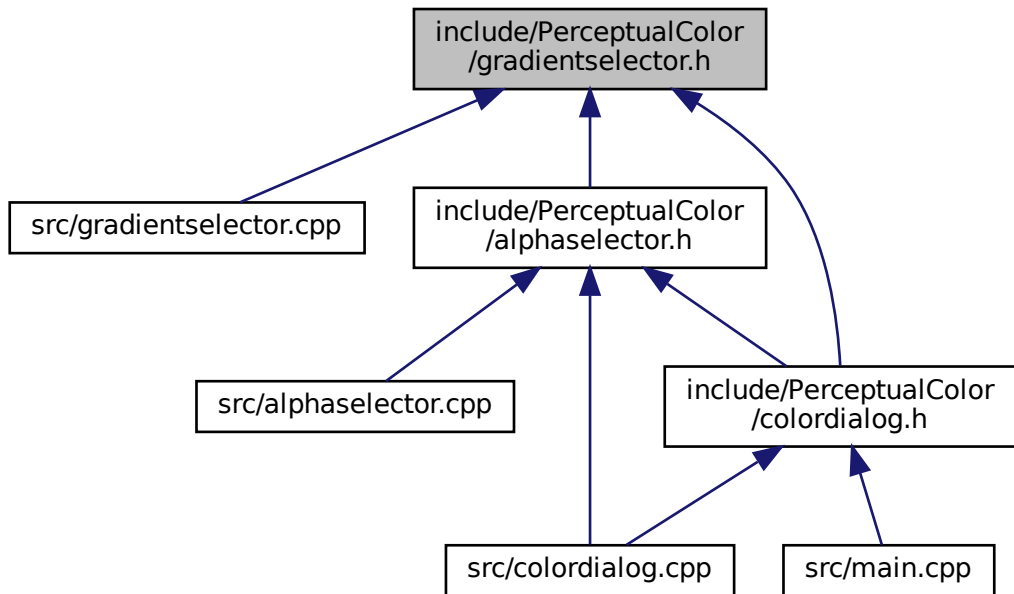 include/PerceptualColor
/gradientselector.h
src/gradientselector.cpp
include/PerceptualColor
/alphaselector.h
src/alphaselector.cpp
include/PerceptualColor
/colordialog.h
src/colordialog.cpp
src/main.cpp